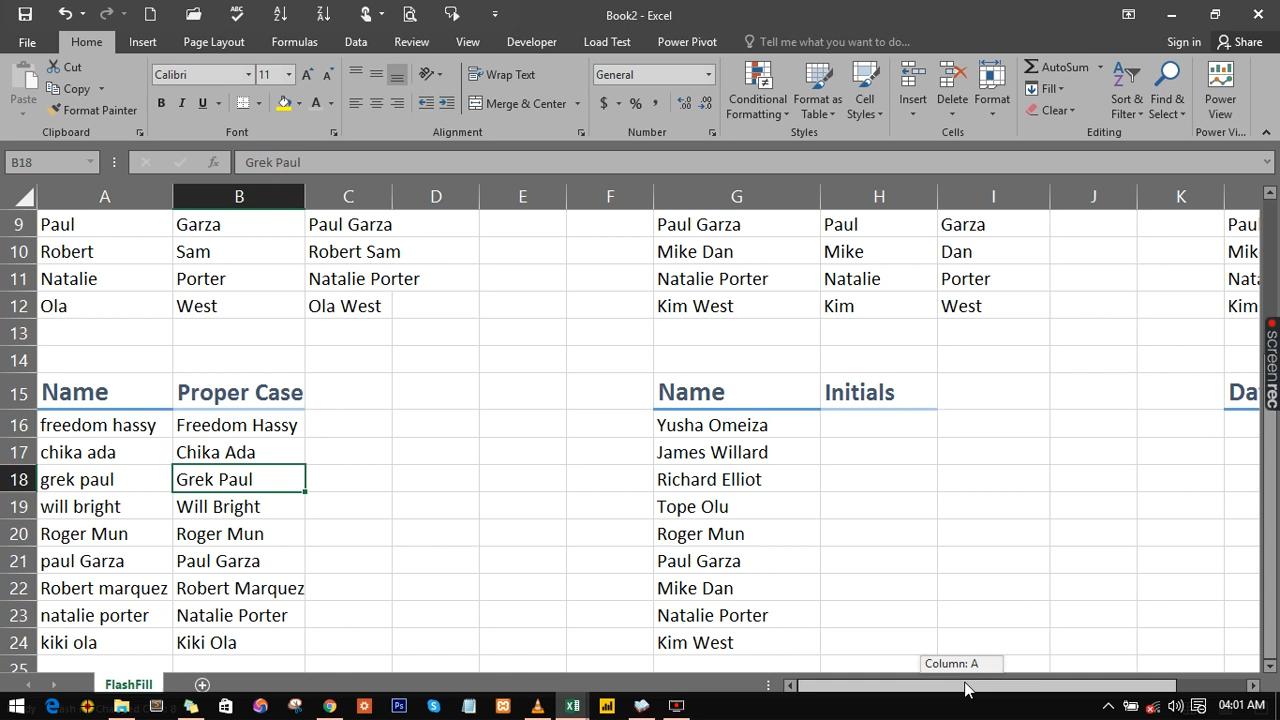 Book2 - Excel
File Home Insert Page Layout Formulas Data Review View Developer Load Test Power Pivot Tell me what you want to do... Sign in Share
Paste Cut Copy Format Painter
Calibri 11
B I U A
Wrap Text
Merge & Center
General
$ %
Conditional Formatting Format as Table Cell Styles
Insert Delete Format
AutoSum Fill Clear
Sort & Filter Find & Select
Power View
Clipboard Font Alignment Number Styles Cells Editing Power Vi...
B18 fx Grek Paul
A B C D E F G H I J K
9 Paul Garza Paul Garza Paul Garza Paul Garza Pau
10 Robert Sam Robert Sam Mike Dan Mike Dan Mik
11 Natalie Porter Natalie Porter Natalie Porter Natalie Porter Nata
12 Ola West Ola West Kim West Kim West Kim
13
14
15 Name Proper Case Name Initials Da
16 freedom hassy Freedom Hassy Yusha Omeiza
17 chika ada Chika Ada James Willard
18 grek paul Grek Paul Richard Elliot
19 will bright Will Bright Tope Olu
20 Roger Mun Roger Mun Roger Mun
21 paul Garza Paul Garza Paul Garza
22 Robert marquez Robert Marquez Mike Dan
23 natalie porter Natalie Porter Natalie Porter
24 kiki ola Kiki Ola Kim West
25
Column: A
FlashFill
screenrec
04:01 AM